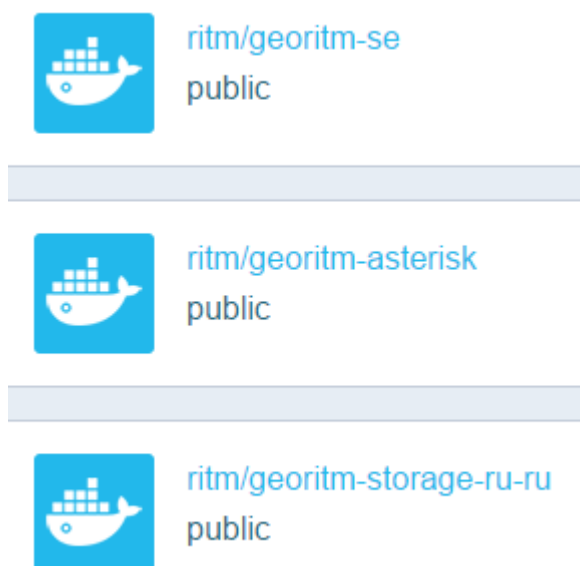 ritm/georitm-se
public
ritm/georitm-asterisk
public
ritm/georitm-storage-ru-ru
public